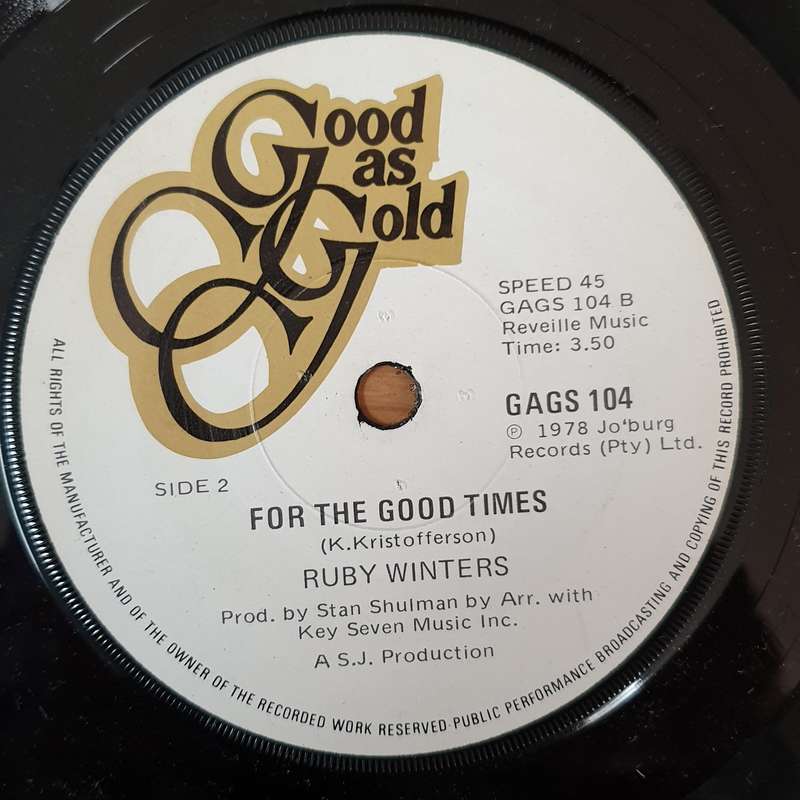 Good
as
Gold
SPEED 45
GAGS 104 B
Reveille Music
Time: 3.50
GAGS 104
℗ 1978 Jo'burg
Records (Pty) Ltd.
SIDE 2
FOR THE GOOD TIMES
(K.Kristofferson)
RUBY WINTERS
Prod. by Stan Shulman by Arr. with
Key Seven Music Inc.
A S.J. Production
ALL RIGHTS OF THE MANUFACTURER AND OF THE OWNER OF THE RECORDED WORK RESERVED·PUBLIC PERFORMANCE BROADCASTING AND COPYING OF THIS RECORD PROHIBITED